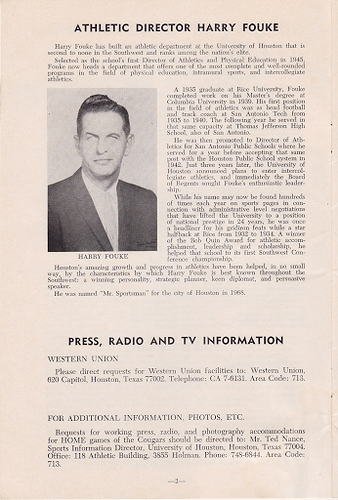 ATHLETIC DIRECTOR HARRY FOUKE
Harry Fouke has built an athletic department at the University of Houston that is
second to none in the Southwest and ranks among the nation's elite.
Selected as the school's first Director of Athletics and Physical Education in 1945,
Fouke now heads a department that offers one of the most complete and well-rounded
programs in the field of physical education, intramural sports, and intercollegiate
athletics.
A 1935 graduate at Rice University, Fouke
completed work on his Master's degree at
Columbia University in 1939. His first position
in the field of athletics was as head football
and track coach at San Antonio Tech from
1935 to 1940. The following year he served in
that same capacity at Thomas Jefferson High
School, also of San Antonio.
He was then promoted to Director of Ath-
letics for San Antonio Public Schools where he
served for a year before accepting that same
post with the Houston Public School system in
1942. Just three years later, the University of
Houston announced plans to enter intercol-
legiate athletics, and immediately the Board
of Regents sought Fouke's enthusiastic leader-
ship.
While his name may now be found hundreds
of times each year on sports pages in con-
nection with administrative level negotiations
that have lifted the University to a position
of national prestige in 24 years, he was once
a headliner for his gridiron feats while a star
halfback at Rice from 1932 to 1934. A winner
of the Bob Quin Award for athletic accom-
plishment, leadership and scholarship, he
helped that school to its first Southwest Con-
ference championship.
HARRY FOUKE
Houston's amazing growth and progress in athletics have been helped, in no small
way, by the characteristics by which Harry Fouke is best known throughout the
Southwest: a winning personality, strategic planner, keen diplomat, and persuasive
speaker.
He was named "Mr. Sportsman" for the city of Houston in 1968.
PRESS, RADIO AND TV INFORMATION
WESTERN UNION
Please direct requests for Western Union facilities to: Western Union,
620 Capitol, Houston, Texas 77002. Telephone: CA 7-8131. Area Code: 713.
FOR ADDITIONAL INFORMATION, PHOTOS, ETC.
Requests for working press, radio, and photography accommodations
for HOME games of the Cougars should be directed to: Mr. Ted Nance,
Sports Information Director, University of Houston, Houston, Texas 77004.
Office: 118 Athletic Building, 3855 Holman. Phone: 748-6844. Area Code:
713.
—3—